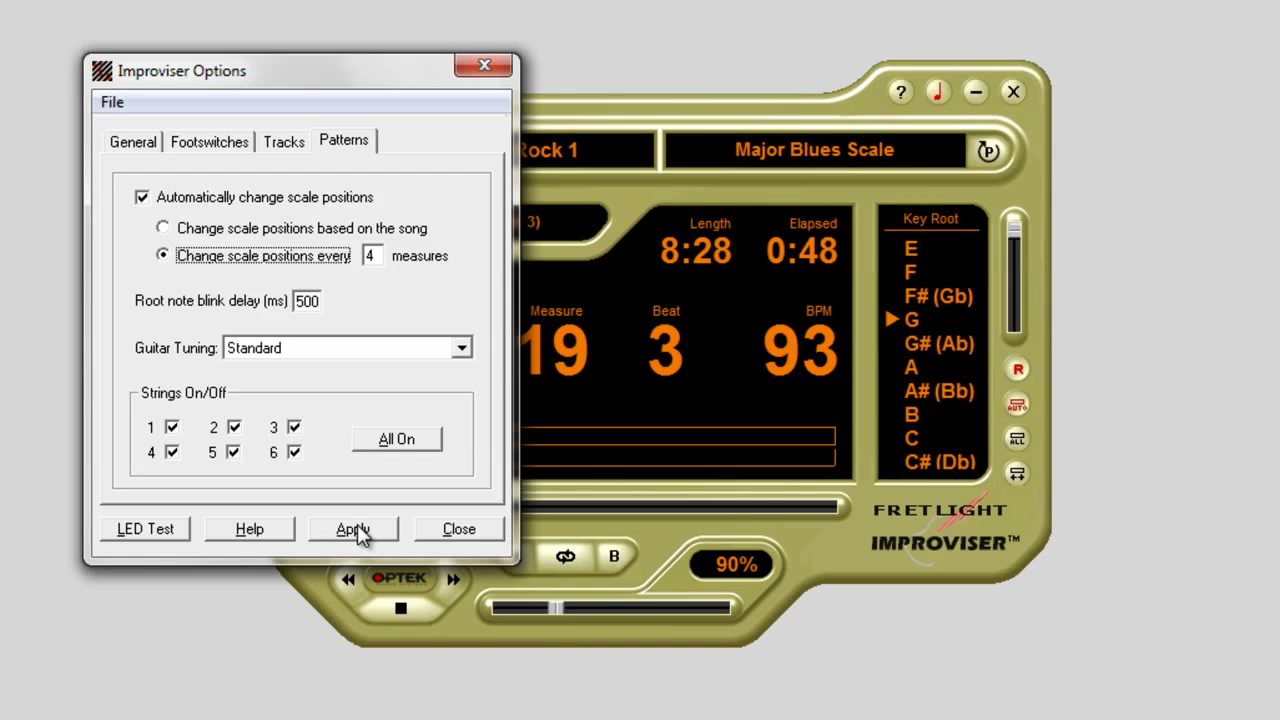 Improviser Options
File
General Footswitches Tracks Patterns
Automatically change scale positions
Change scale positions based on the song
Change scale positions every 4 measures
Root note blink delay (ms) 500
Guitar Tuning: Standard
Strings On/Off
1 2 3
4 5 6
All On
LED Test Help Apply Close
? X
Rock 1 Major Blues Scale P
3) Length Elapsed
8:28 0:48
Measure Beat BPM
19 3 93
Key Root
E
F
F# (Gb)
G
G# (Ab)
A
A# (Bb)
B
C
C# (Db)
R
AUTO
ALL
FRETLIGHT
IMPROVISER™
B 90%
OPTEK